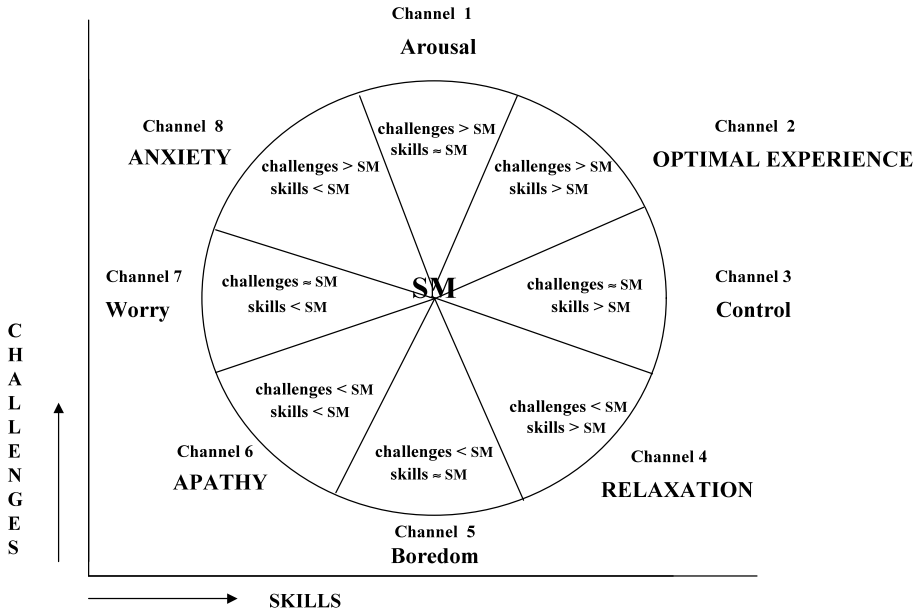 Channel 1
Arousal
Channel 8
ANXIETY
Channel 2
OPTIMAL EXPERIENCE
challenges > SM
skills ≈ SM
challenges > SM
skills < SM
challenges > SM
skills > SM
Channel 7
Worry
challenges ≈ SM
skills < SM
SM
challenges ≈ SM
skills > SM
Channel 3
Control
CHALLENGES
challenges < SM
skills < SM
challenges < SM
skills ≈ SM
challenges < SM
skills > SM
Channel 6
APATHY
Channel 4
RELAXATION
Channel 5
Boredom
SKILLS